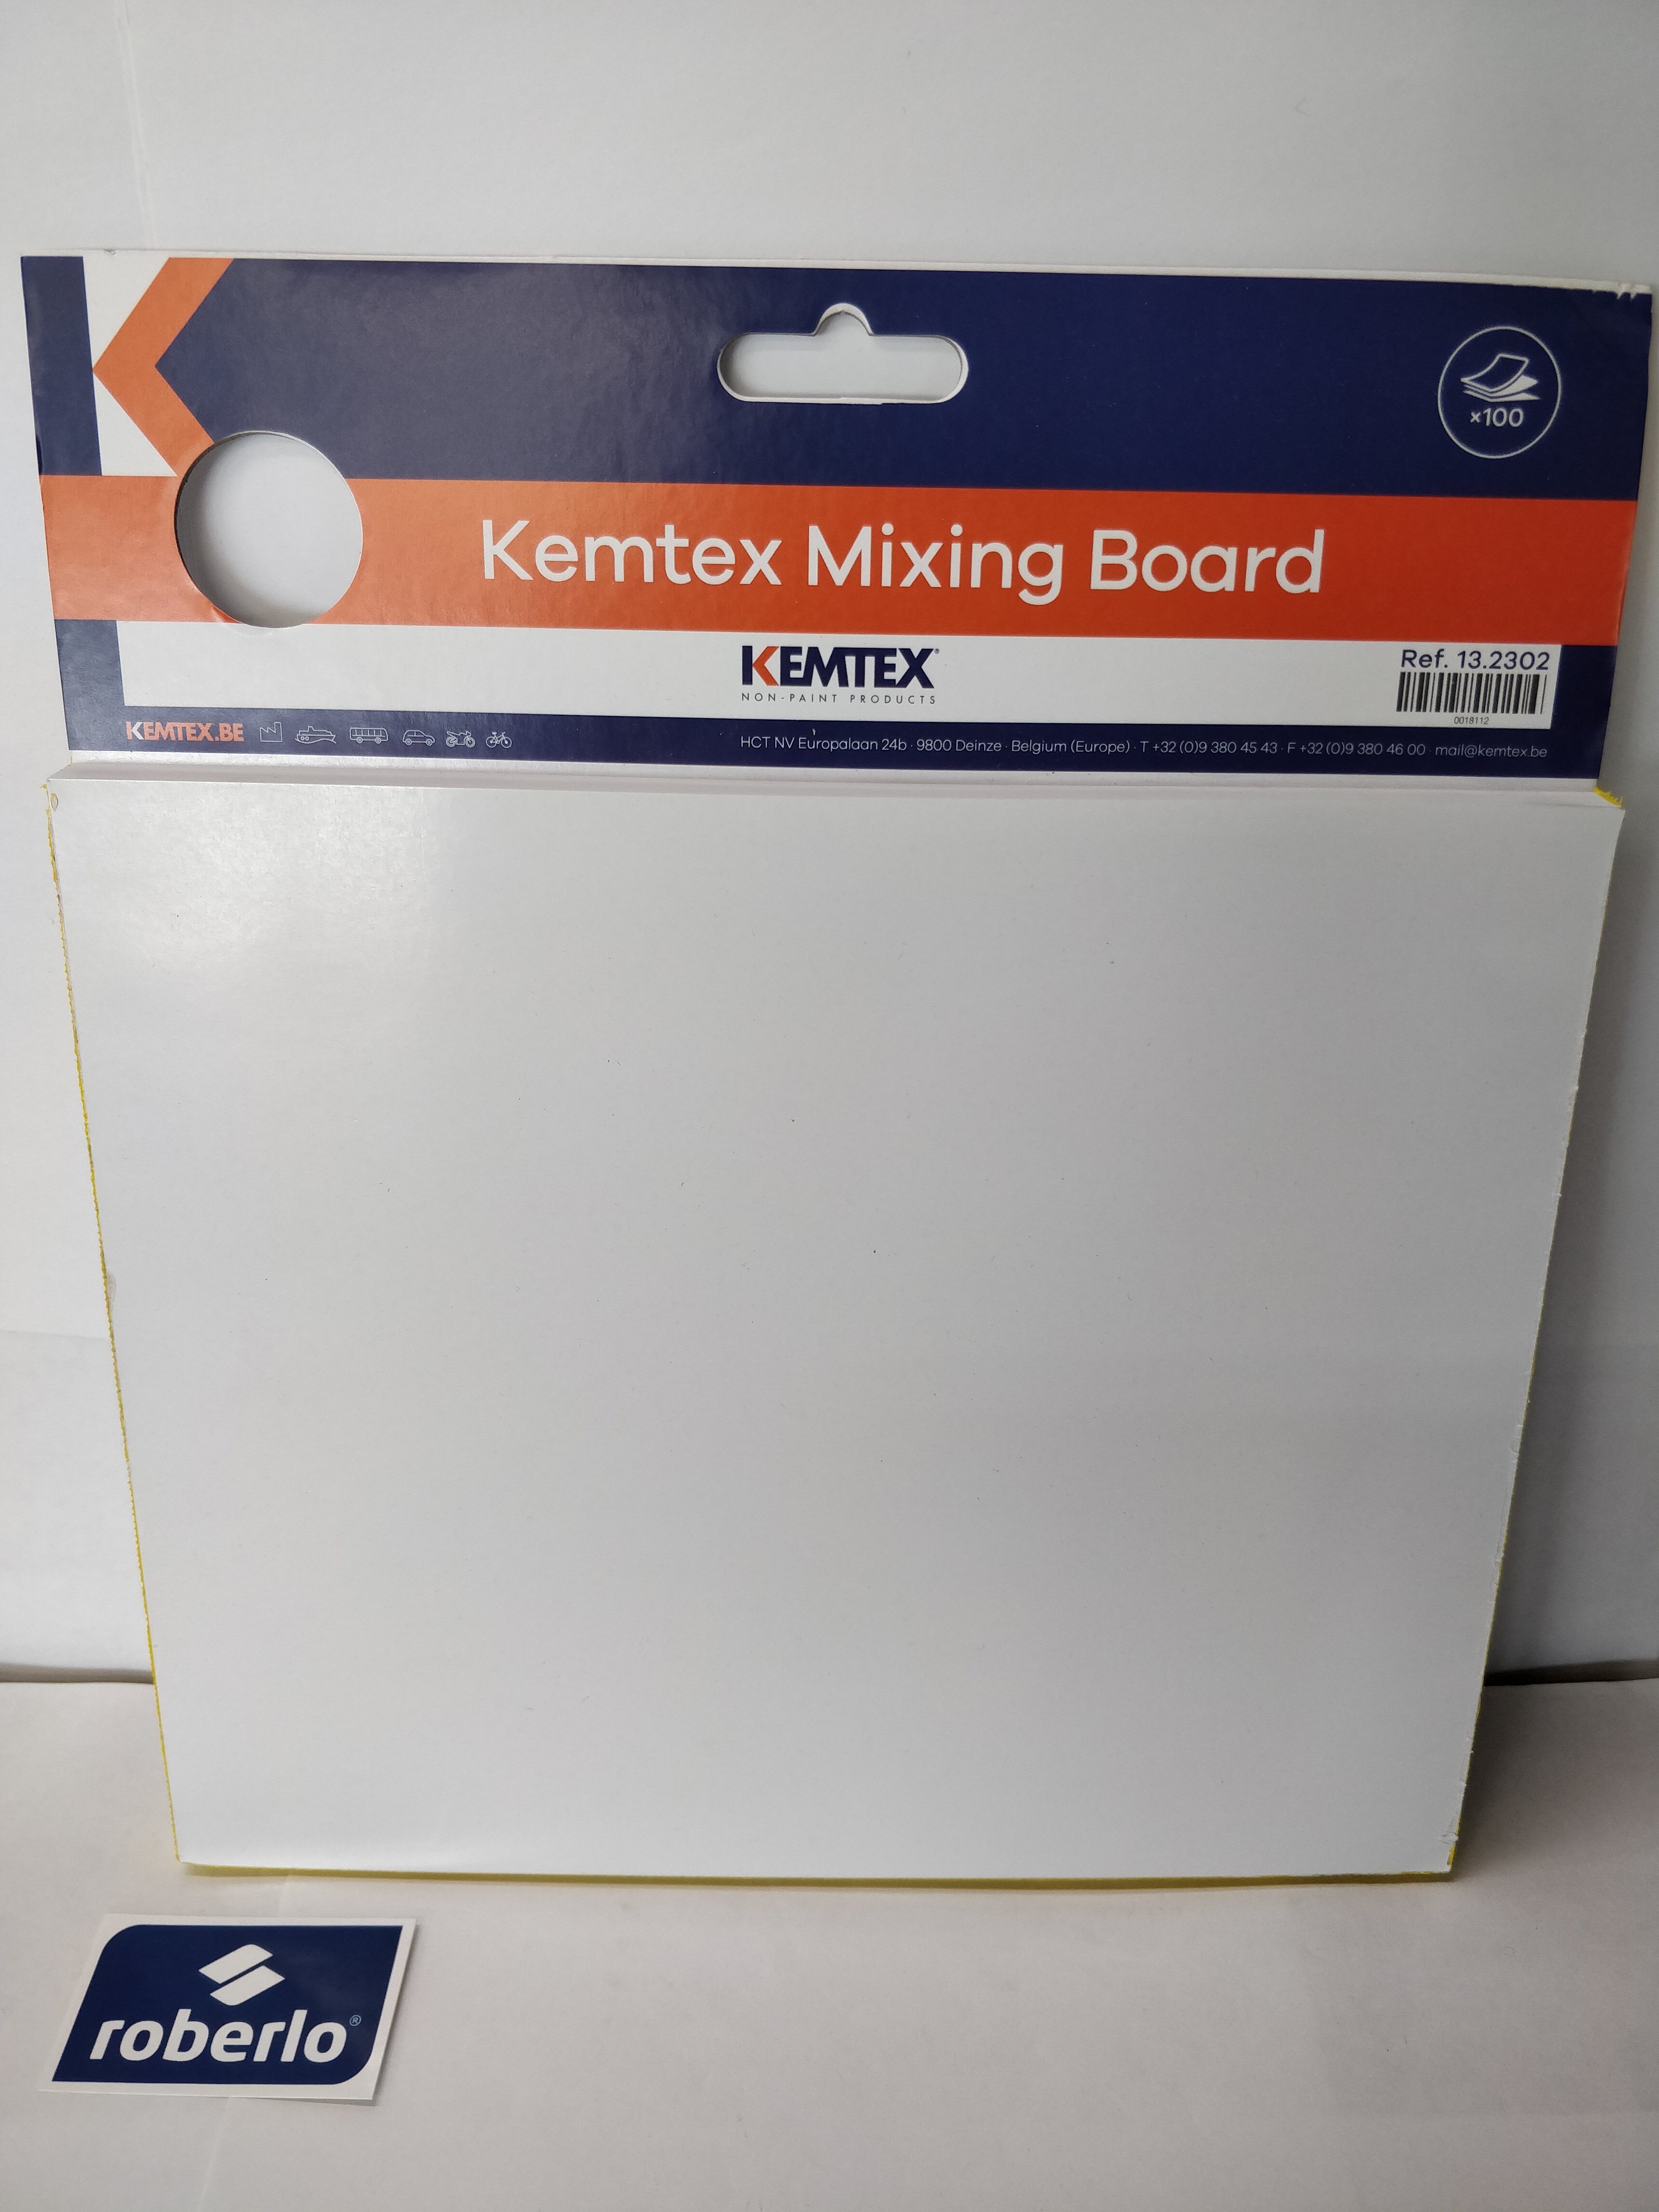 ×100
Kemtex Mixing Board
KEMTEX®
NON-PAINT PRODUCTS
Ref. 13.2302
0018112
KEMTEX.BE
HCT NV Europalaan 24b · 9800 Deinze · Belgium (Europe) · T +32 (0)9 380 45 43 · F +32 (0)9 380 46 00 · mail@kemtex.be
roberlo®